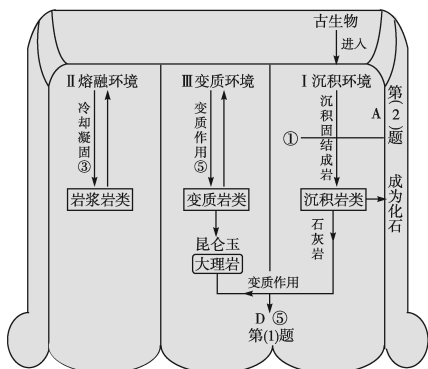 古生物
进入
Ⅱ熔融环境
Ⅲ变质环境
Ⅰ沉积环境
冷却凝固③
变质作用⑤
沉积固结成岩
①
A
第(2)题
岩浆岩类
变质岩类
沉积岩类
成为化石
昆仑玉
大理岩
石灰岩
变质作用
D ⑤
第(1)题